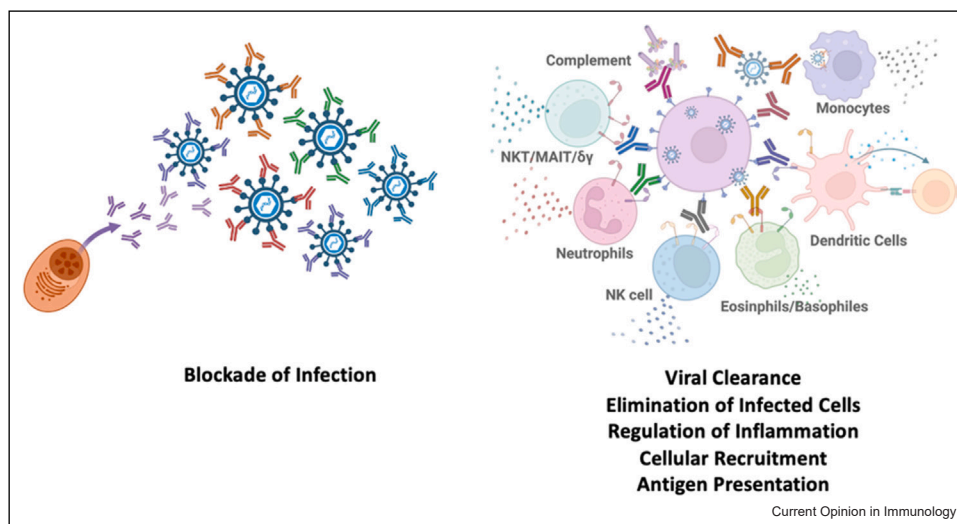 Complement
Monocytes
NKT/MAIT/δγ
Neutrophils
Dendritic Cells
NK cell
Eosinphils/Basophiles
Blockade of Infection
Viral Clearance
Elimination of Infected Cells
Regulation of Inflammation
Cellular Recruitment
Antigen Presentation
Current Opinion in Immunology